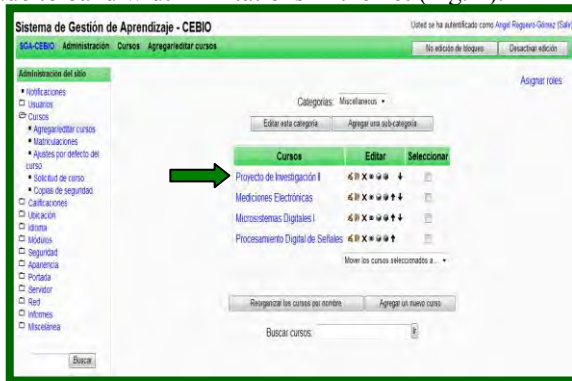 Sistema de Gestión de Aprendizaje - CEBIO
Usted se ha autentificado como Angel Regueiro-Gómez (Salir)
SGA-CEBIO Administración Cursos Agregar/editar cursos
No edición de bloqueo Desactivar edición
Administración del sitio
Asignar roles
Notificaciones
Usuarios
Cursos
Agregar/editar cursos
Matriculaciones
Ajustes por defecto del curso
Solicitud de curso
Copias de seguridad
Calificaciones
Ubicación
Idioma
Módulos
Seguridad
Apariencia
Portada
Servidor
Red
Informes
Miscelánea
Buscar
Categorías: Miscellaneous
Editar esta categoría Agregar una sub-categoría
Cursos Editar Seleccionar
Proyecto de Investigación I
Mediciones Electrónicas
Microsistemas Digitales I
Procesamiento Digital de Señales
Mover los cursos seleccionados a...
Reorganizar los cursos por nombre Agregar un nuevo curso
Buscar cursos: